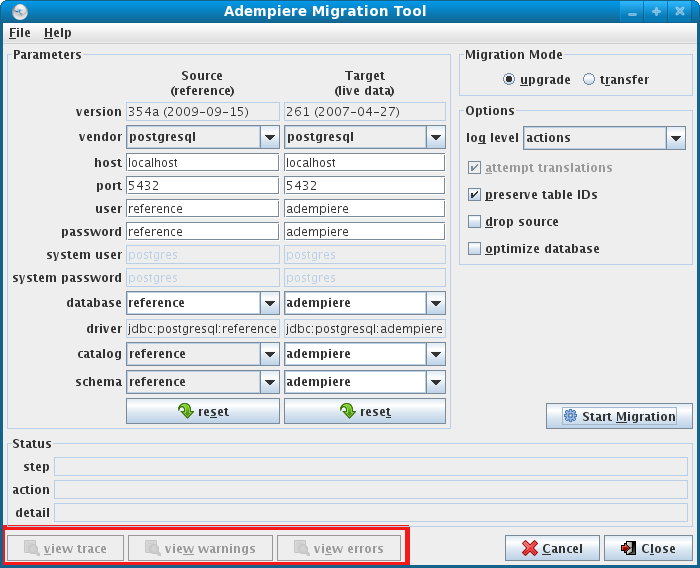 Adempiere Migration Tool
File Help
Parameters
Source (reference)
Target (live data)
version 354a (2009-09-15) 261 (2007-04-27)
vendor postgresql postgresql
host localhost localhost
port 5432 5432
user reference adempiere
password reference adempiere
system user postgres postgres
system password postgres postgres
database reference adempiere
driver jdbc:postgresql:reference jdbc:postgresql:adempiere
catalog reference adempiere
schema reference adempiere
reset reset
Migration Mode
upgrade transfer
Options
log level actions
attempt translations
preserve table IDs
drop source
optimize database
Start Migration
Status
step
action
detail
view trace view warnings view errors Cancel Close